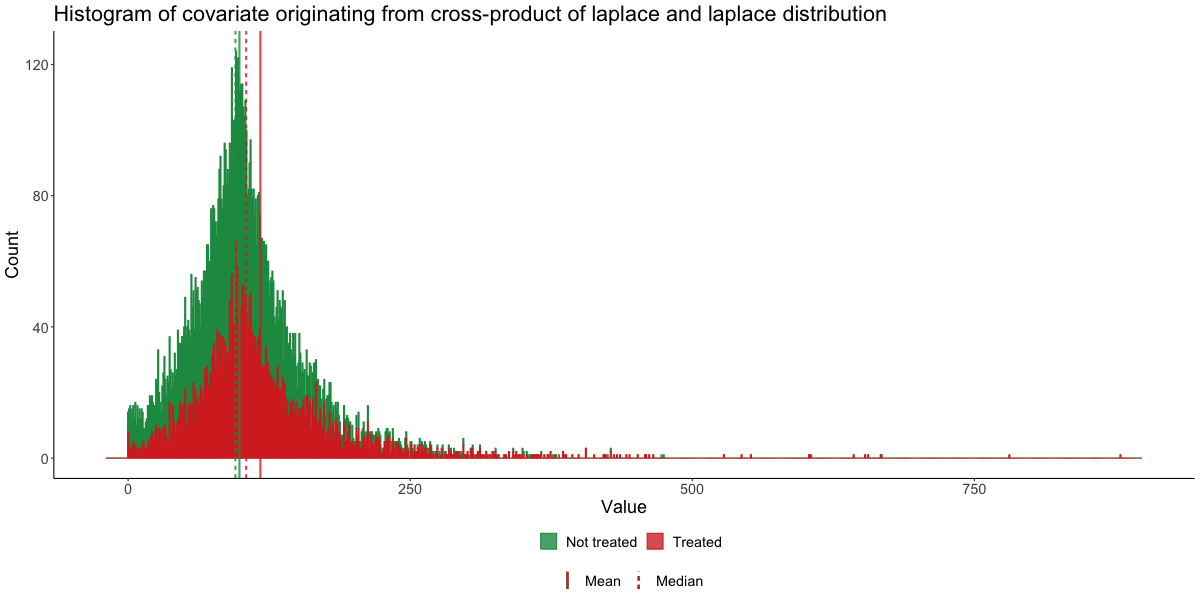 Histogram of covariate originating from cross-product of laplace and laplace distribution
Count
120
80
40
0
0 250 500 750
Value
Not treated Treated
Mean Median